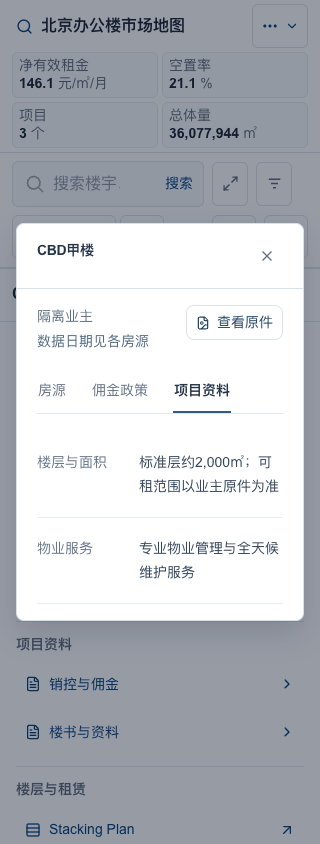 北京办公楼市场地图
净有效租金
146.1 元/㎡/月
空置率
21.1 %
项目
3 个
总体量
36,077,944 ㎡
搜索楼宇
搜索
CBD甲楼
隔离业主
数据日期见各房源
查看原件
房源
佣金政策
项目资料
楼层与面积
标准层约2,000㎡；可
租范围以业主原件为准
物业服务
专业物业管理与全天候
维护服务
项目资料
销控与佣金
楼书与资料
楼层与租赁
Stacking Plan